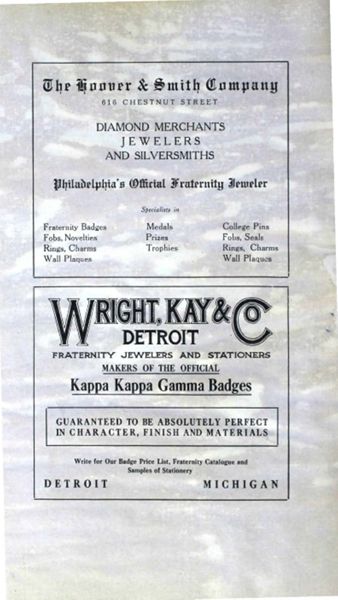 The Hoover & Smith Company
616 CHESTNUT STREET
DIAMOND MERCHANTS
JEWELERS
AND SILVERSMITHS
Philadelphia's Official Fraternity Jeweler
Specialists in
Fraternity Badges Medals College Pins
Fobs, Novelties Prizes Fobs, Seals
Rings, Charms Trophies Rings, Charms
Wall Plaques Wall Plaques
WRIGHT, KAY & CO
DETROIT
FRATERNITY JEWELERS AND STATIONERS
MAKERS OF THE OFFICIAL
Kappa Kappa Gamma Badges
GUARANTEED TO BE ABSOLUTELY PERFECT
IN CHARACTER, FINISH AND MATERIALS
Write for Our Badge Price List, Fraternity Catalogue and
Samples of Stationery
DETROIT MICHIGAN